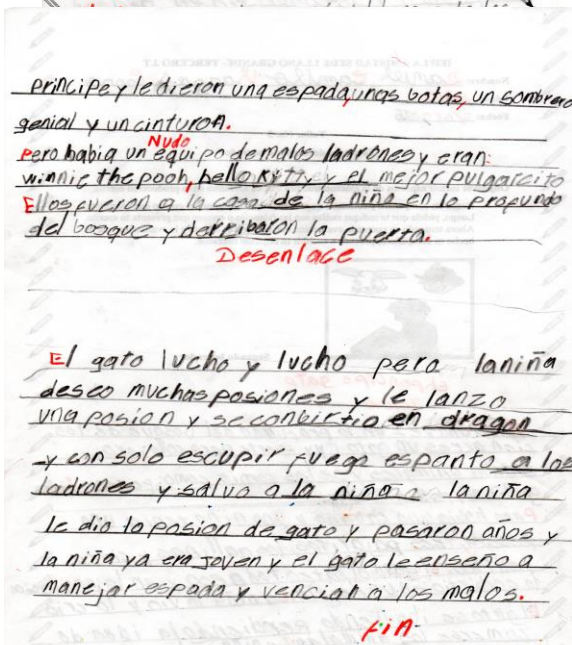 principe y le dieron una espada, unas botas, un sombrero
genial y un cinturon.
Nudo
Pero habia un equipo de malos ladrones y eran:
winnie the pooh, hello kitty y el mejor pulgarcito
Ellos fueron a la casa de la niña en lo profundo
del bosque y derribaron la puerta.
Desenlace
El gato lucho y lucho pero la niña
deseo muchas posiones y le lanzo
una posion y se conbirtio en dragon
y con solo escupir fuego espanto a los
ladrones y salvo a la niña la niña
le dio la posion de gato y pasaron años y
la niña ya era joven y el gato le enseño a
manejar espada y vencian a los malos.
fin